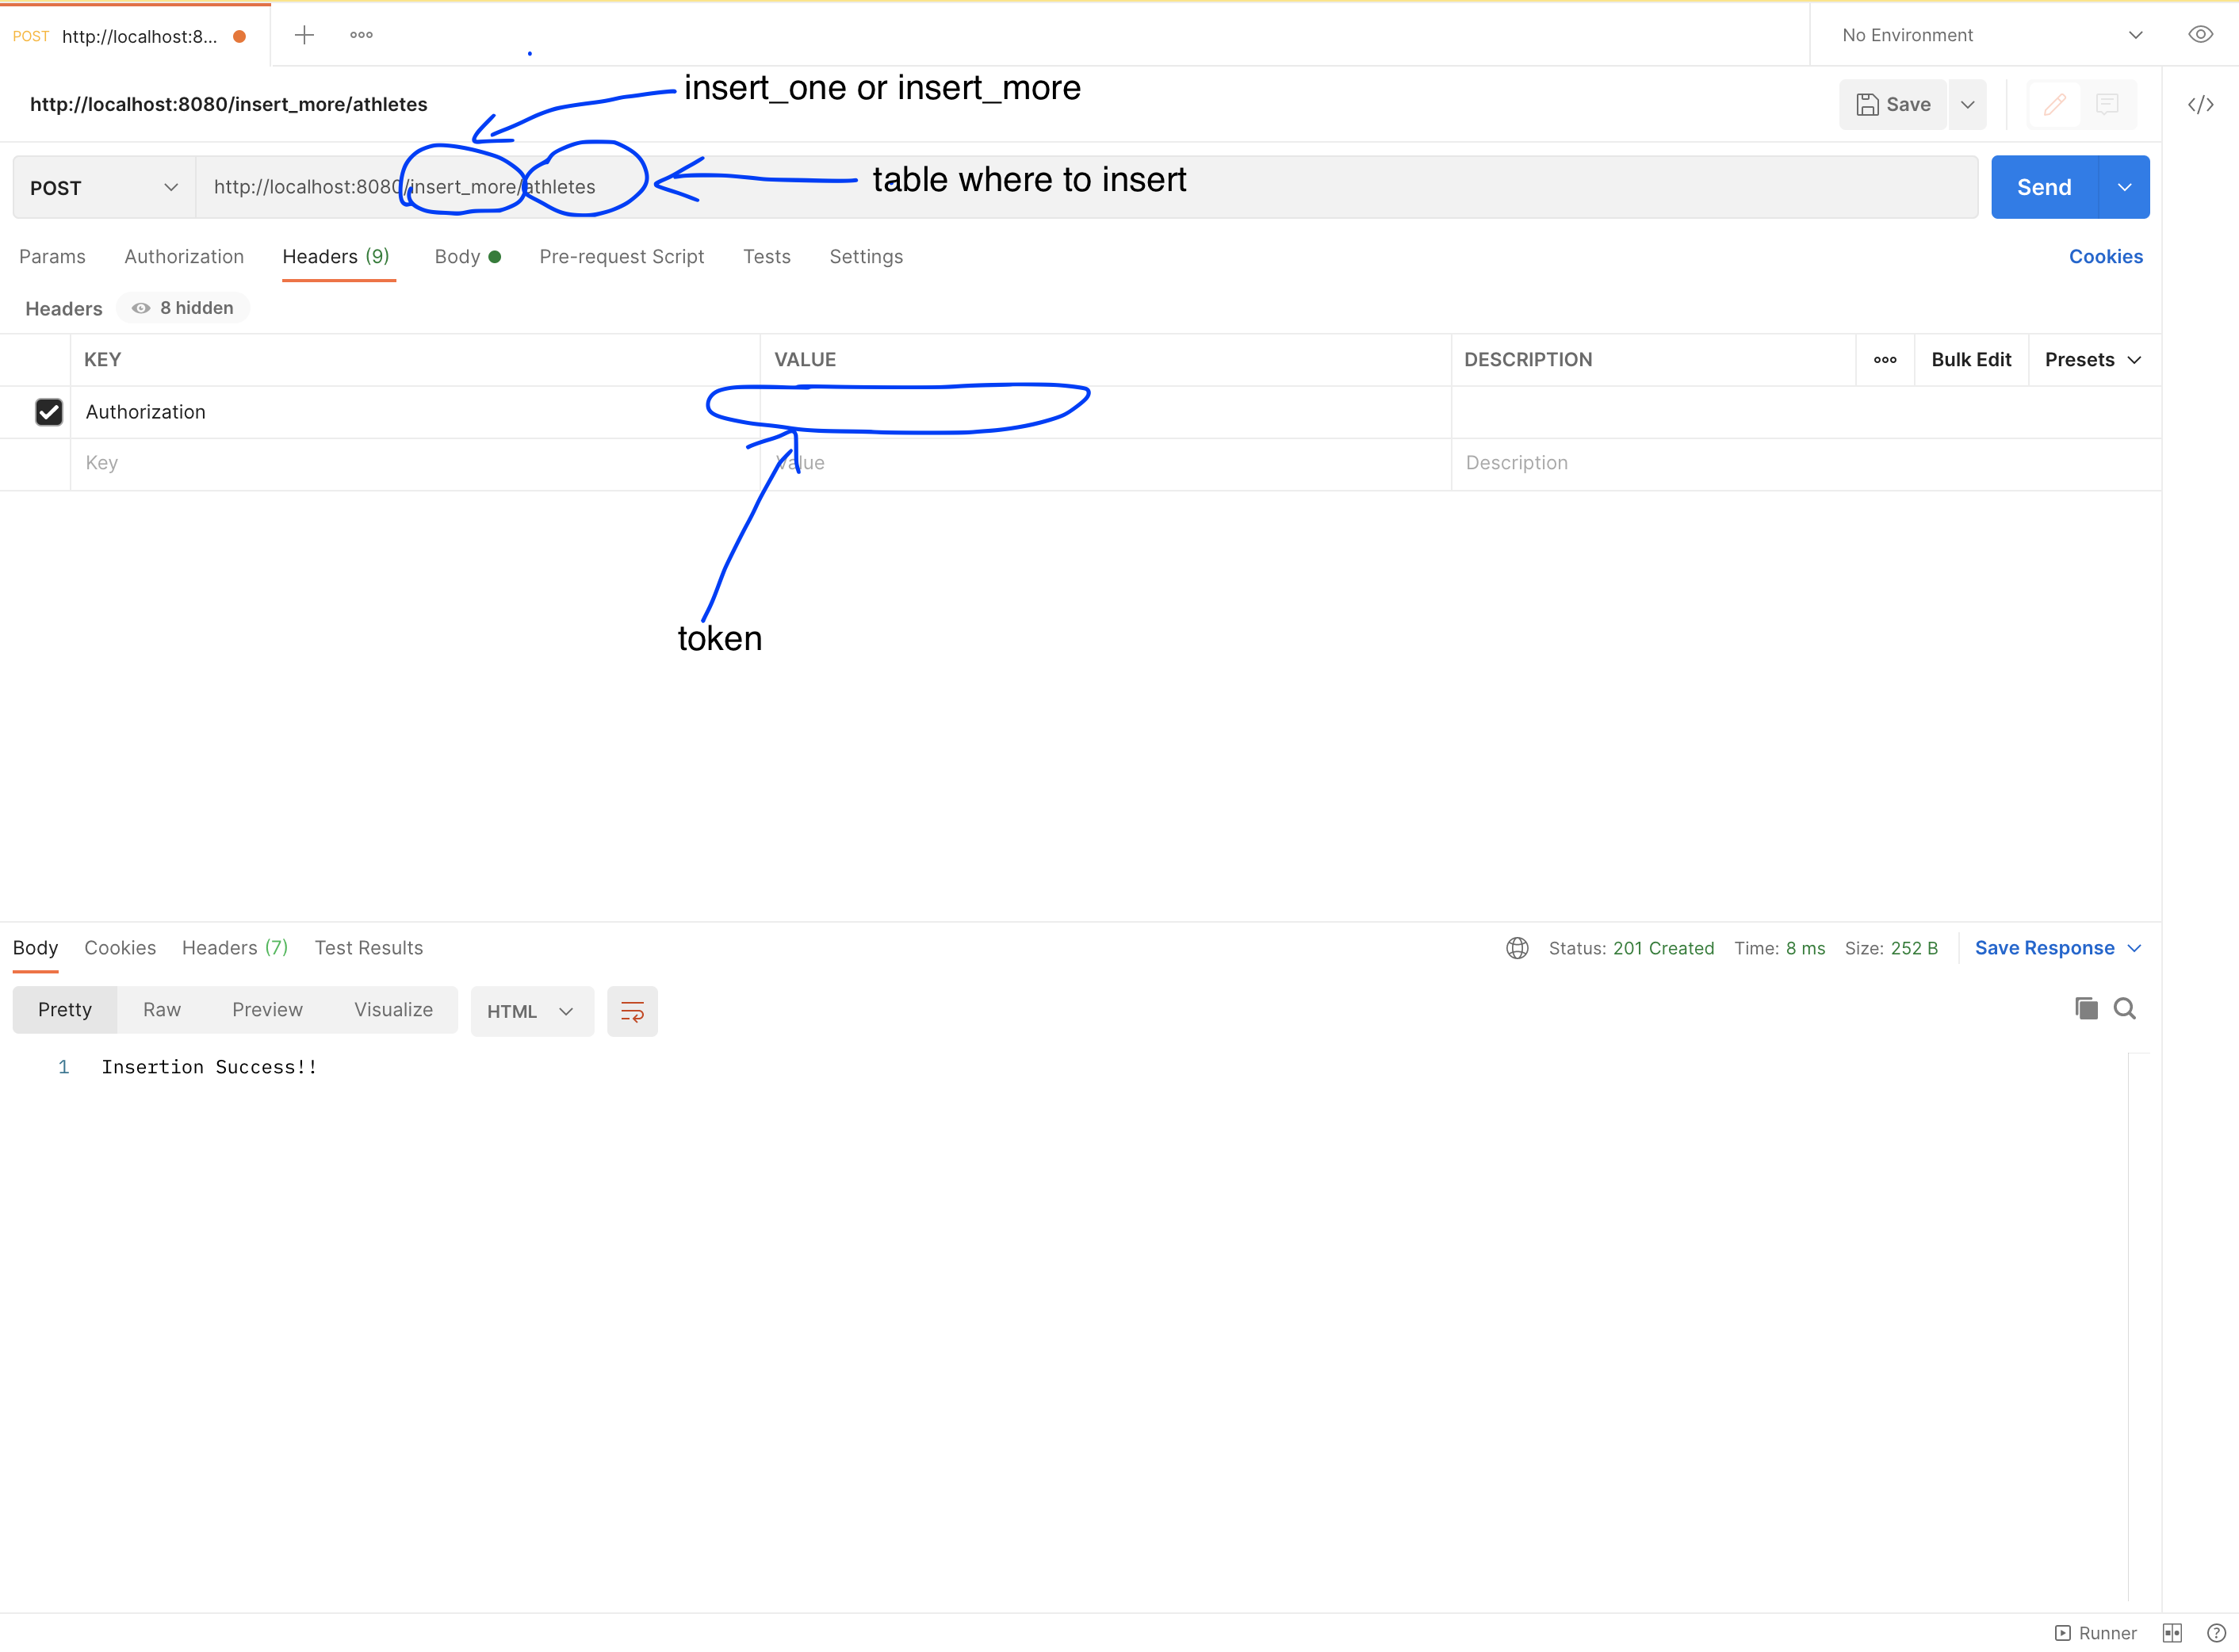 POST http://localhost:8...
No Environment
insert_one or insert_more
http://localhost:8080/insert_more/athletes
Save
POST
http://localhost:8080/insert_more/athletes
table where to insert
Send
Params Authorization Headers (9) Body Pre-request Script Tests Settings Cookies
Headers 8 hidden
KEY VALUE DESCRIPTION Bulk Edit Presets
Authorization
Key Value Description
token
Body Cookies Headers (7) Test Results Status: 201 Created Time: 8 ms Size: 252 B Save Response
Pretty Raw Preview Visualize HTML
1 Insertion Success!!
Runner